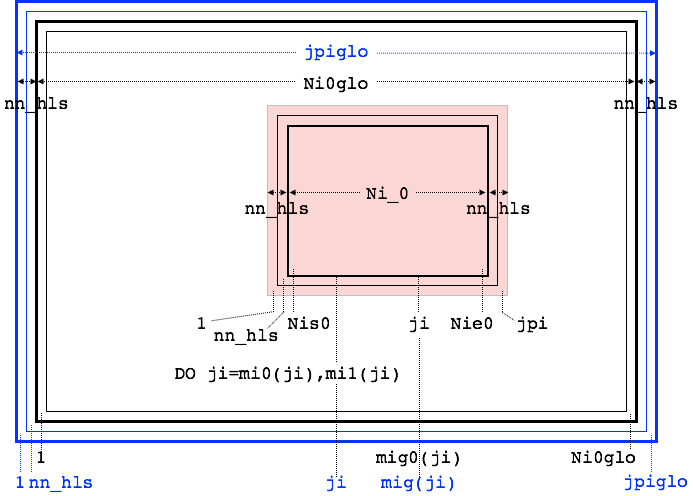 jpiglo
Ni0glo
nn_hls nn_hls
Ni_0
nn_hls nn_hls
1 Nis0 ji Nie0 jpi
nn_hls
DO ji=mi0(ji),mi1(ji)
1 mig0(ji) Ni0glo
1 nn_hls ji mig(ji) jpiglo